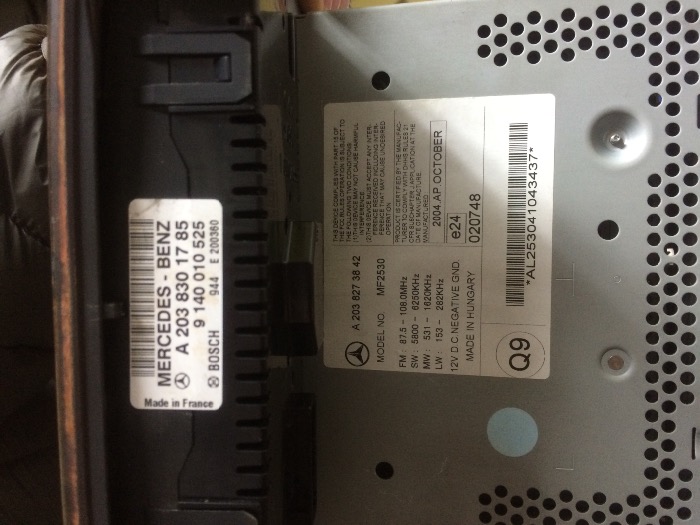 Made in France
MERCEDES - BENZ
A 203 830 17 85
9 140 010 525
BOSCH 944 E 200360
A 203 827 38 42
MODEL NO. MF2530
FM : 87.5 - 108.0MHz
SW : 5800 - 6250KHz
MW : 531 - 1620KHz
LW : 153 - 282KHz
12V D.C. NEGATIVE GND.
MADE IN HUNGARY
THIS DEVICE COMPLIES WITH PART 15 OF
THE FCC RULES OPERATION IS SUBJECT TO
THE FOLLOWING TWO CONDITIONS:
(1)THIS DEVICE MAY NOT CAUSE HARMFUL
INTERFERENCE.
(2)THIS DEVICE MUST ACCEPT ANY INTER-
FERENCE RECEIVED INCLUDING INTER-
FERENCE THAT MAY CAUSE UNDESIRED
OPERATION.
PRODUCT IS CERTIFIED BY THE MANUFAC-
TURER TO COMPLY WITH DHHS RULES 21
CFR SUBCHAPTER J APPLICATION AT THE
DATE OF MANUFACTURE.
MANUFACTURED
2004.AP.OCTOBER
e24
020748
Q9
*AL253041043437*